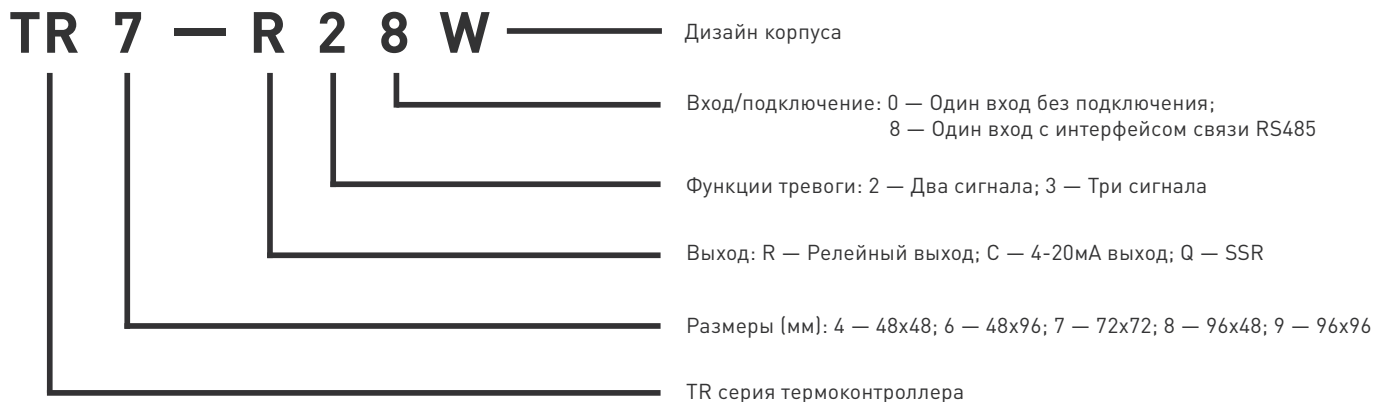 TR 7 — R 2 8 W
Дизайн корпуса
Вход/подключение: 0 — Один вход без подключения;
8 — Один вход с интерфейсом связи RS485
Функции тревоги: 2 — Два сигнала; 3 — Три сигнала
Выход: R — Релейный выход; C — 4-20мА выход; Q — SSR
Размеры (мм): 4 — 48x48; 6 — 48x96; 7 — 72x72; 8 — 96x48; 9 — 96x96
TR серия термоконтроллера